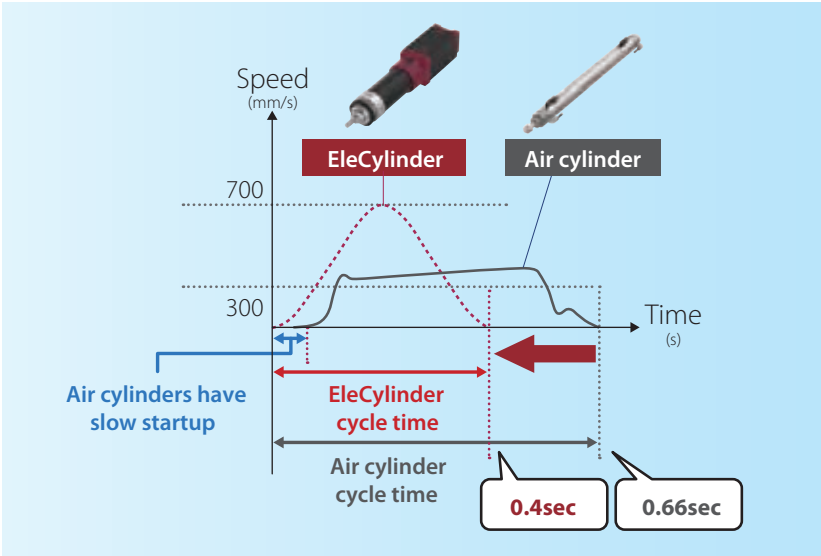 Speed
(mm/s)
EleCylinder
Air cylinder
700
300
Time
(s)
Air cylinders have
slow startup
EleCylinder
cycle time
Air cylinder
cycle time
0.4sec
0.66sec